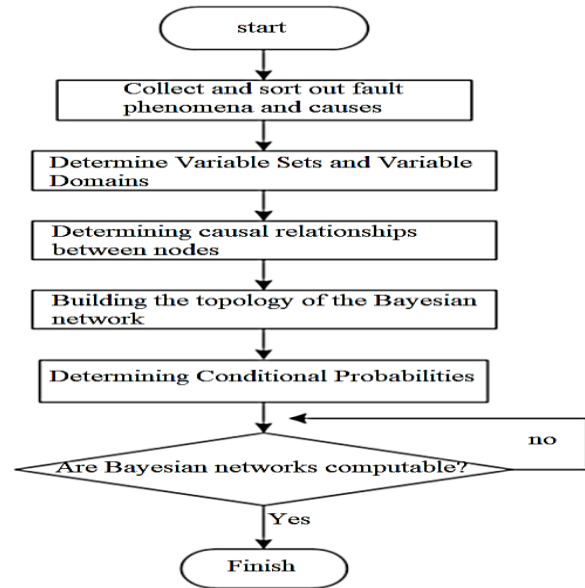 start
Collect and sort out fault
phenomena and causes
Determine Variable Sets and Variable
Domains
Determining causal relationships
between nodes
Building the topology of the Bayesian
network
Determining Conditional Probabilities
no
Are Bayesian networks computable?
Yes
Finish